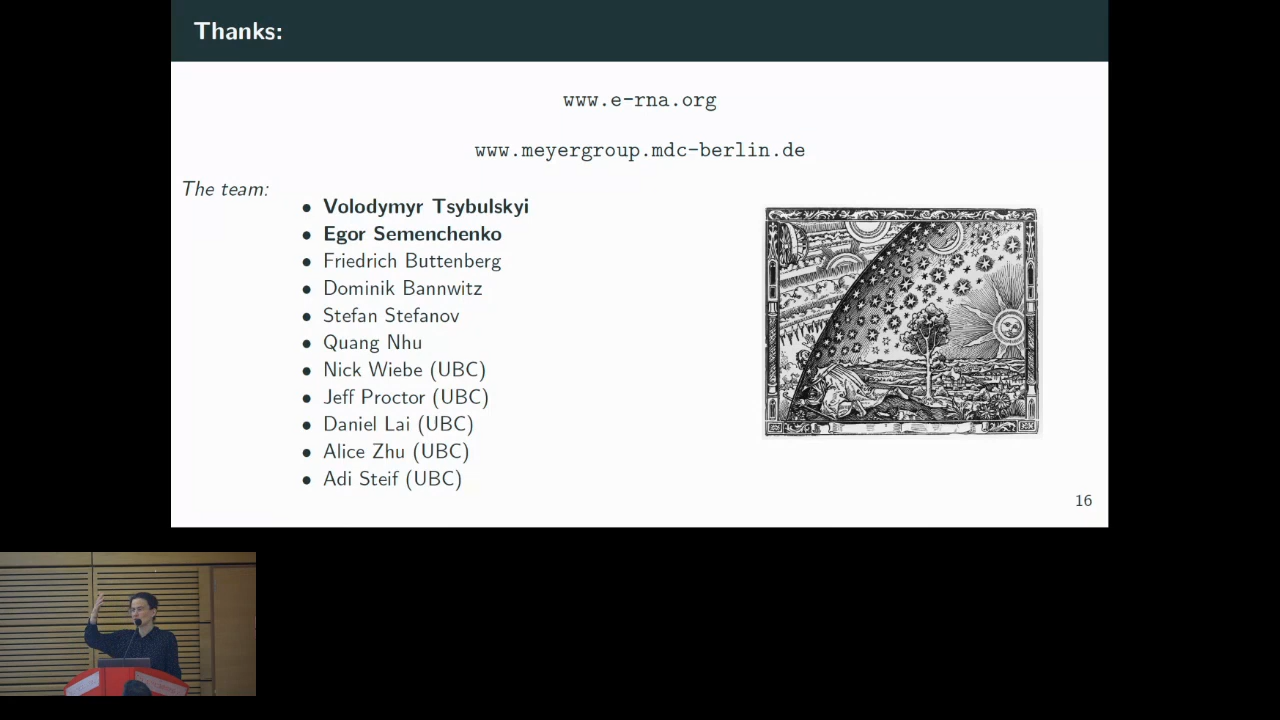 Thanks:
www.e-rna.org
www.meyergroup.mdc-berlin.de
The team:
• Volodymyr Tsybulskyi
• Egor Semenchenko
• Friedrich Buttenberg
• Dominik Bannwitz
• Stefan Stefanov
• Quang Nhu
• Nick Wiebe (UBC)
• Jeff Proctor (UBC)
• Daniel Lai (UBC)
• Alice Zhu (UBC)
• Adi Steif (UBC)
16